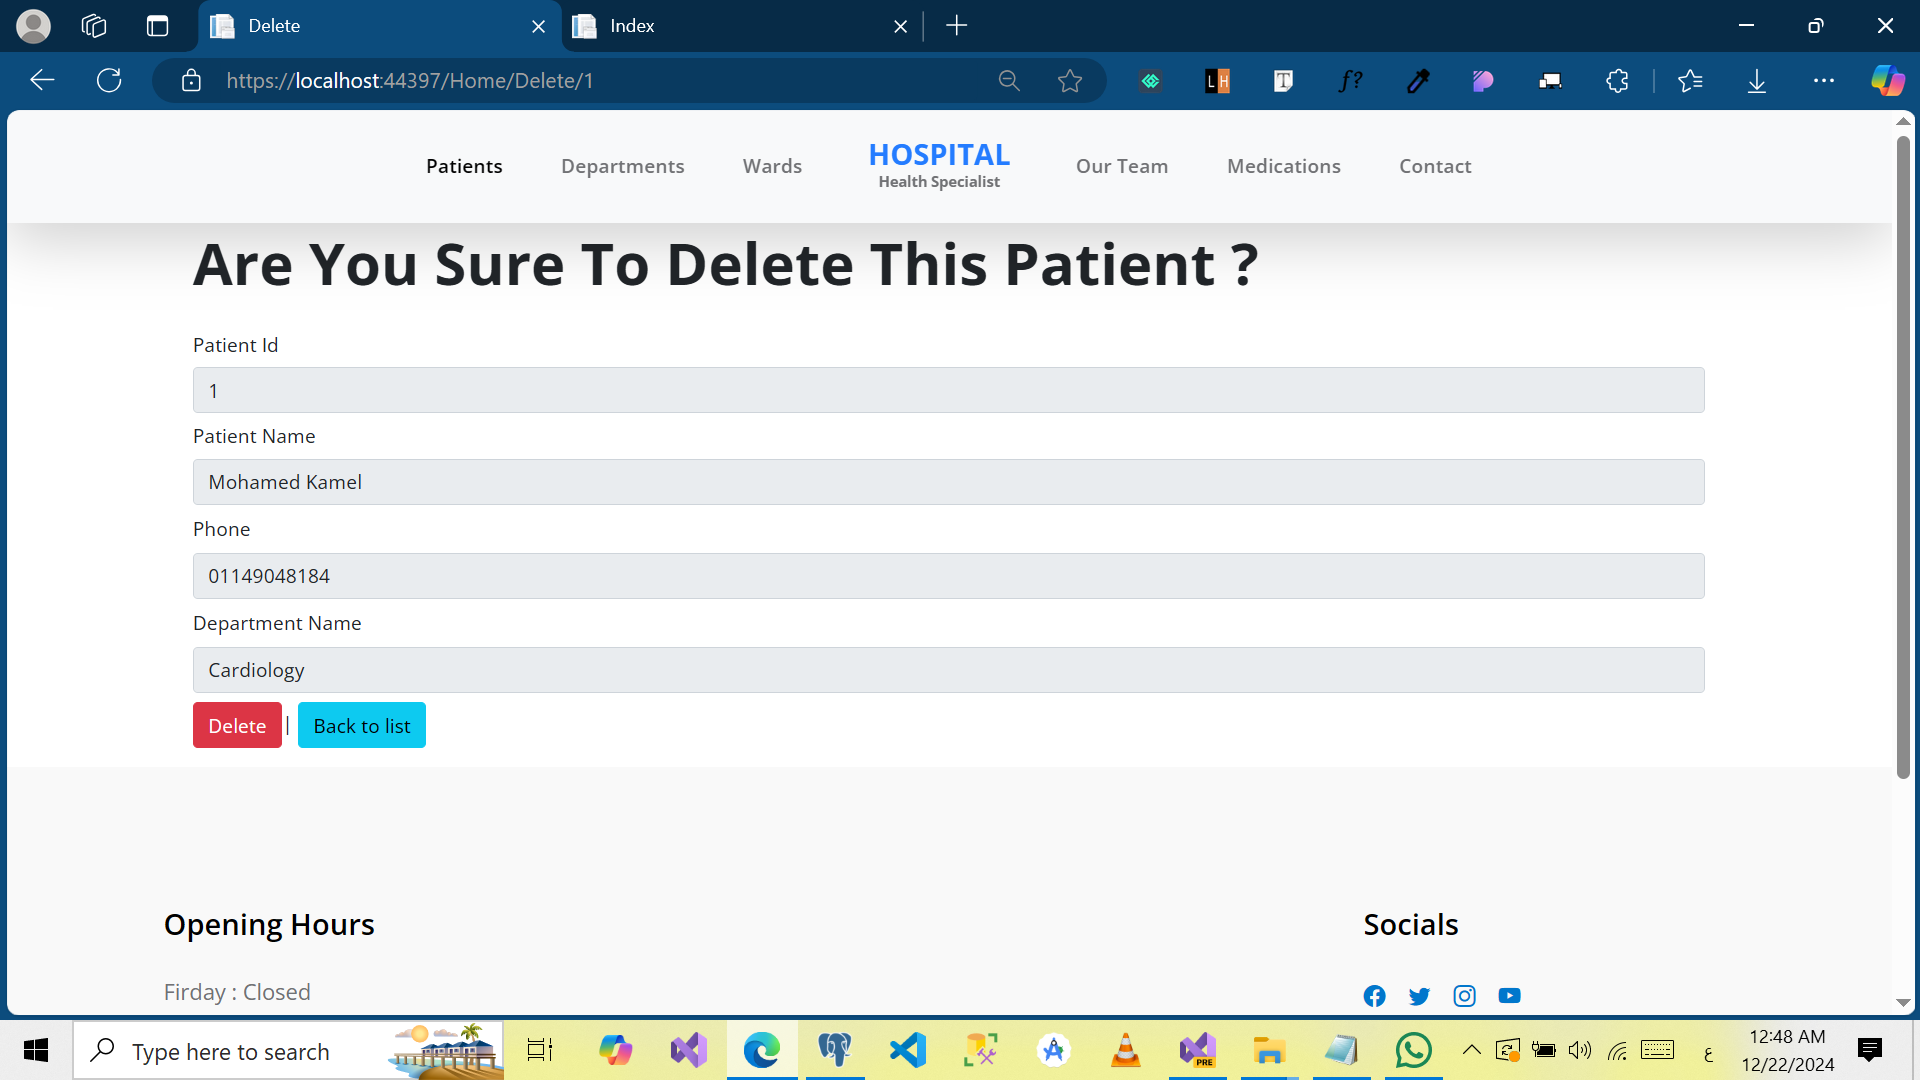 Delete
Index
https://localhost:44397/Home/Delete/1
Patients
Departments
Wards
HOSPITAL
Health Specialist
Our Team
Medications
Contact
Are You Sure To Delete This Patient ?
Patient Id
1
Patient Name
Mohamed Kamel
Phone
01149048184
Department Name
Cardiology
Delete | Back to list
Opening Hours
Firday : Closed
Socials
Type here to search
PRE
ع
12:48 AM
12/22/2024